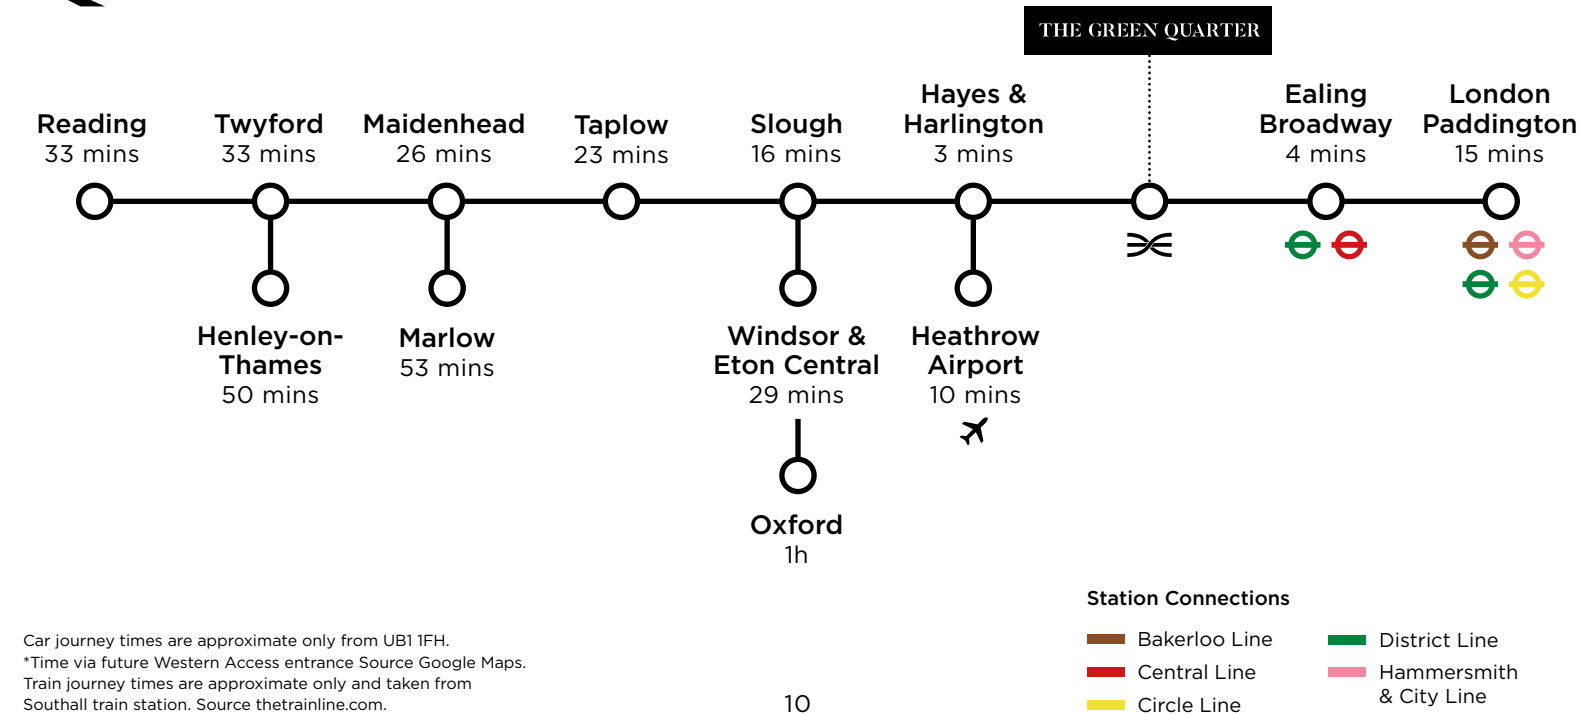 THE GREEN QUARTER
Reading
33 mins
Twyford
33 mins
Maidenhead
26 mins
Taplow
23 mins
Slough
16 mins
Hayes &
Harlington
3 mins
Ealing
Broadway
4 mins
London
Paddington
15 mins
Henley-on-
Thames
50 mins
Marlow
53 mins
Windsor &
Eton Central
29 mins
Heathrow
Airport
10 mins
Oxford
1h
Station Connections
Bakerloo Line
Central Line
Circle Line
District Line
Hammersmith
& City Line
Car journey times are approximate only from UB1 1FH.
*Time via future Western Access entrance Source Google Maps.
Train journey times are approximate only and taken from
Southall train station. Source thetrainline.com.
10